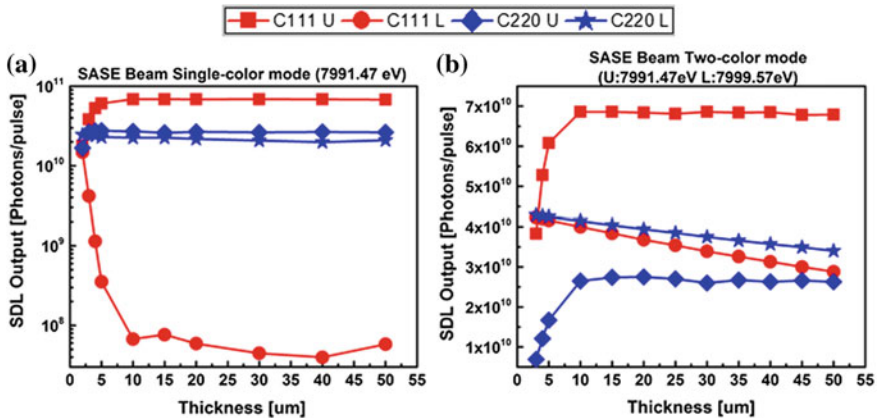 C111 U C111 L C220 U C220 L
(a) SASE Beam Single-color mode (7991.47 eV)
10^11
10^10
10^9
10^8
SDL Output [Photons/pulse]
0 5 10 15 20 25 30 35 40 45 50 55
Thickness [um]
(b) SASE Beam Two-color mode
(U:7991.47eV L:7999.57eV)
7x10^10
6x10^10
5x10^10
4x10^10
3x10^10
2x10^10
1x10^10
SDL Output [Photons/pulse]
0 5 10 15 20 25 30 35 40 45 50 55
Thickness [um]